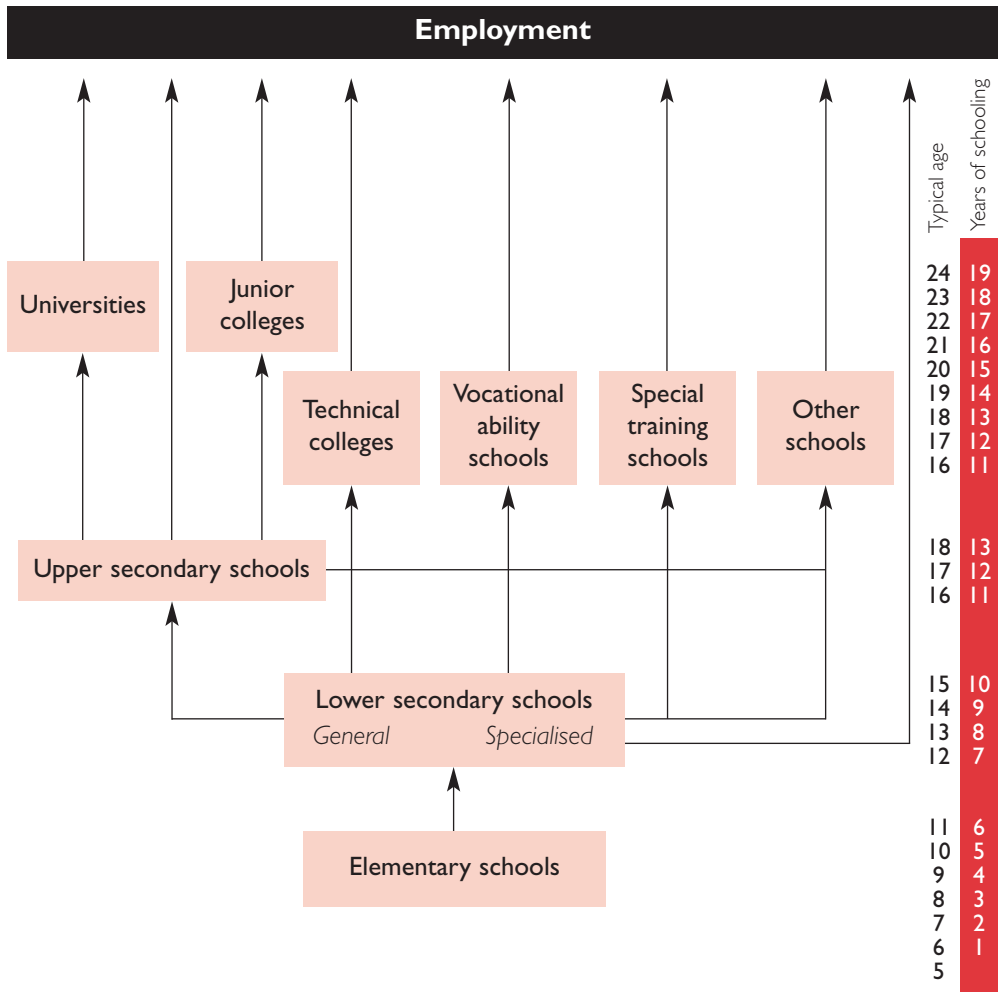 Employment
Typical age
Years of schooling
Universities
Junior
colleges
Technical
colleges
Vocational
ability
schools
Special
training
schools
Other
schools
24 19
23 18
22 17
21 16
20 15
19 14
18 13
17 12
16 11
Upper secondary schools
18 13
17 12
16 11
Lower secondary schools
General Specialised
15 10
14 9
13 8
12 7
Elementary schools
11 6
10 5
9 4
8 3
7 2
6 1
5